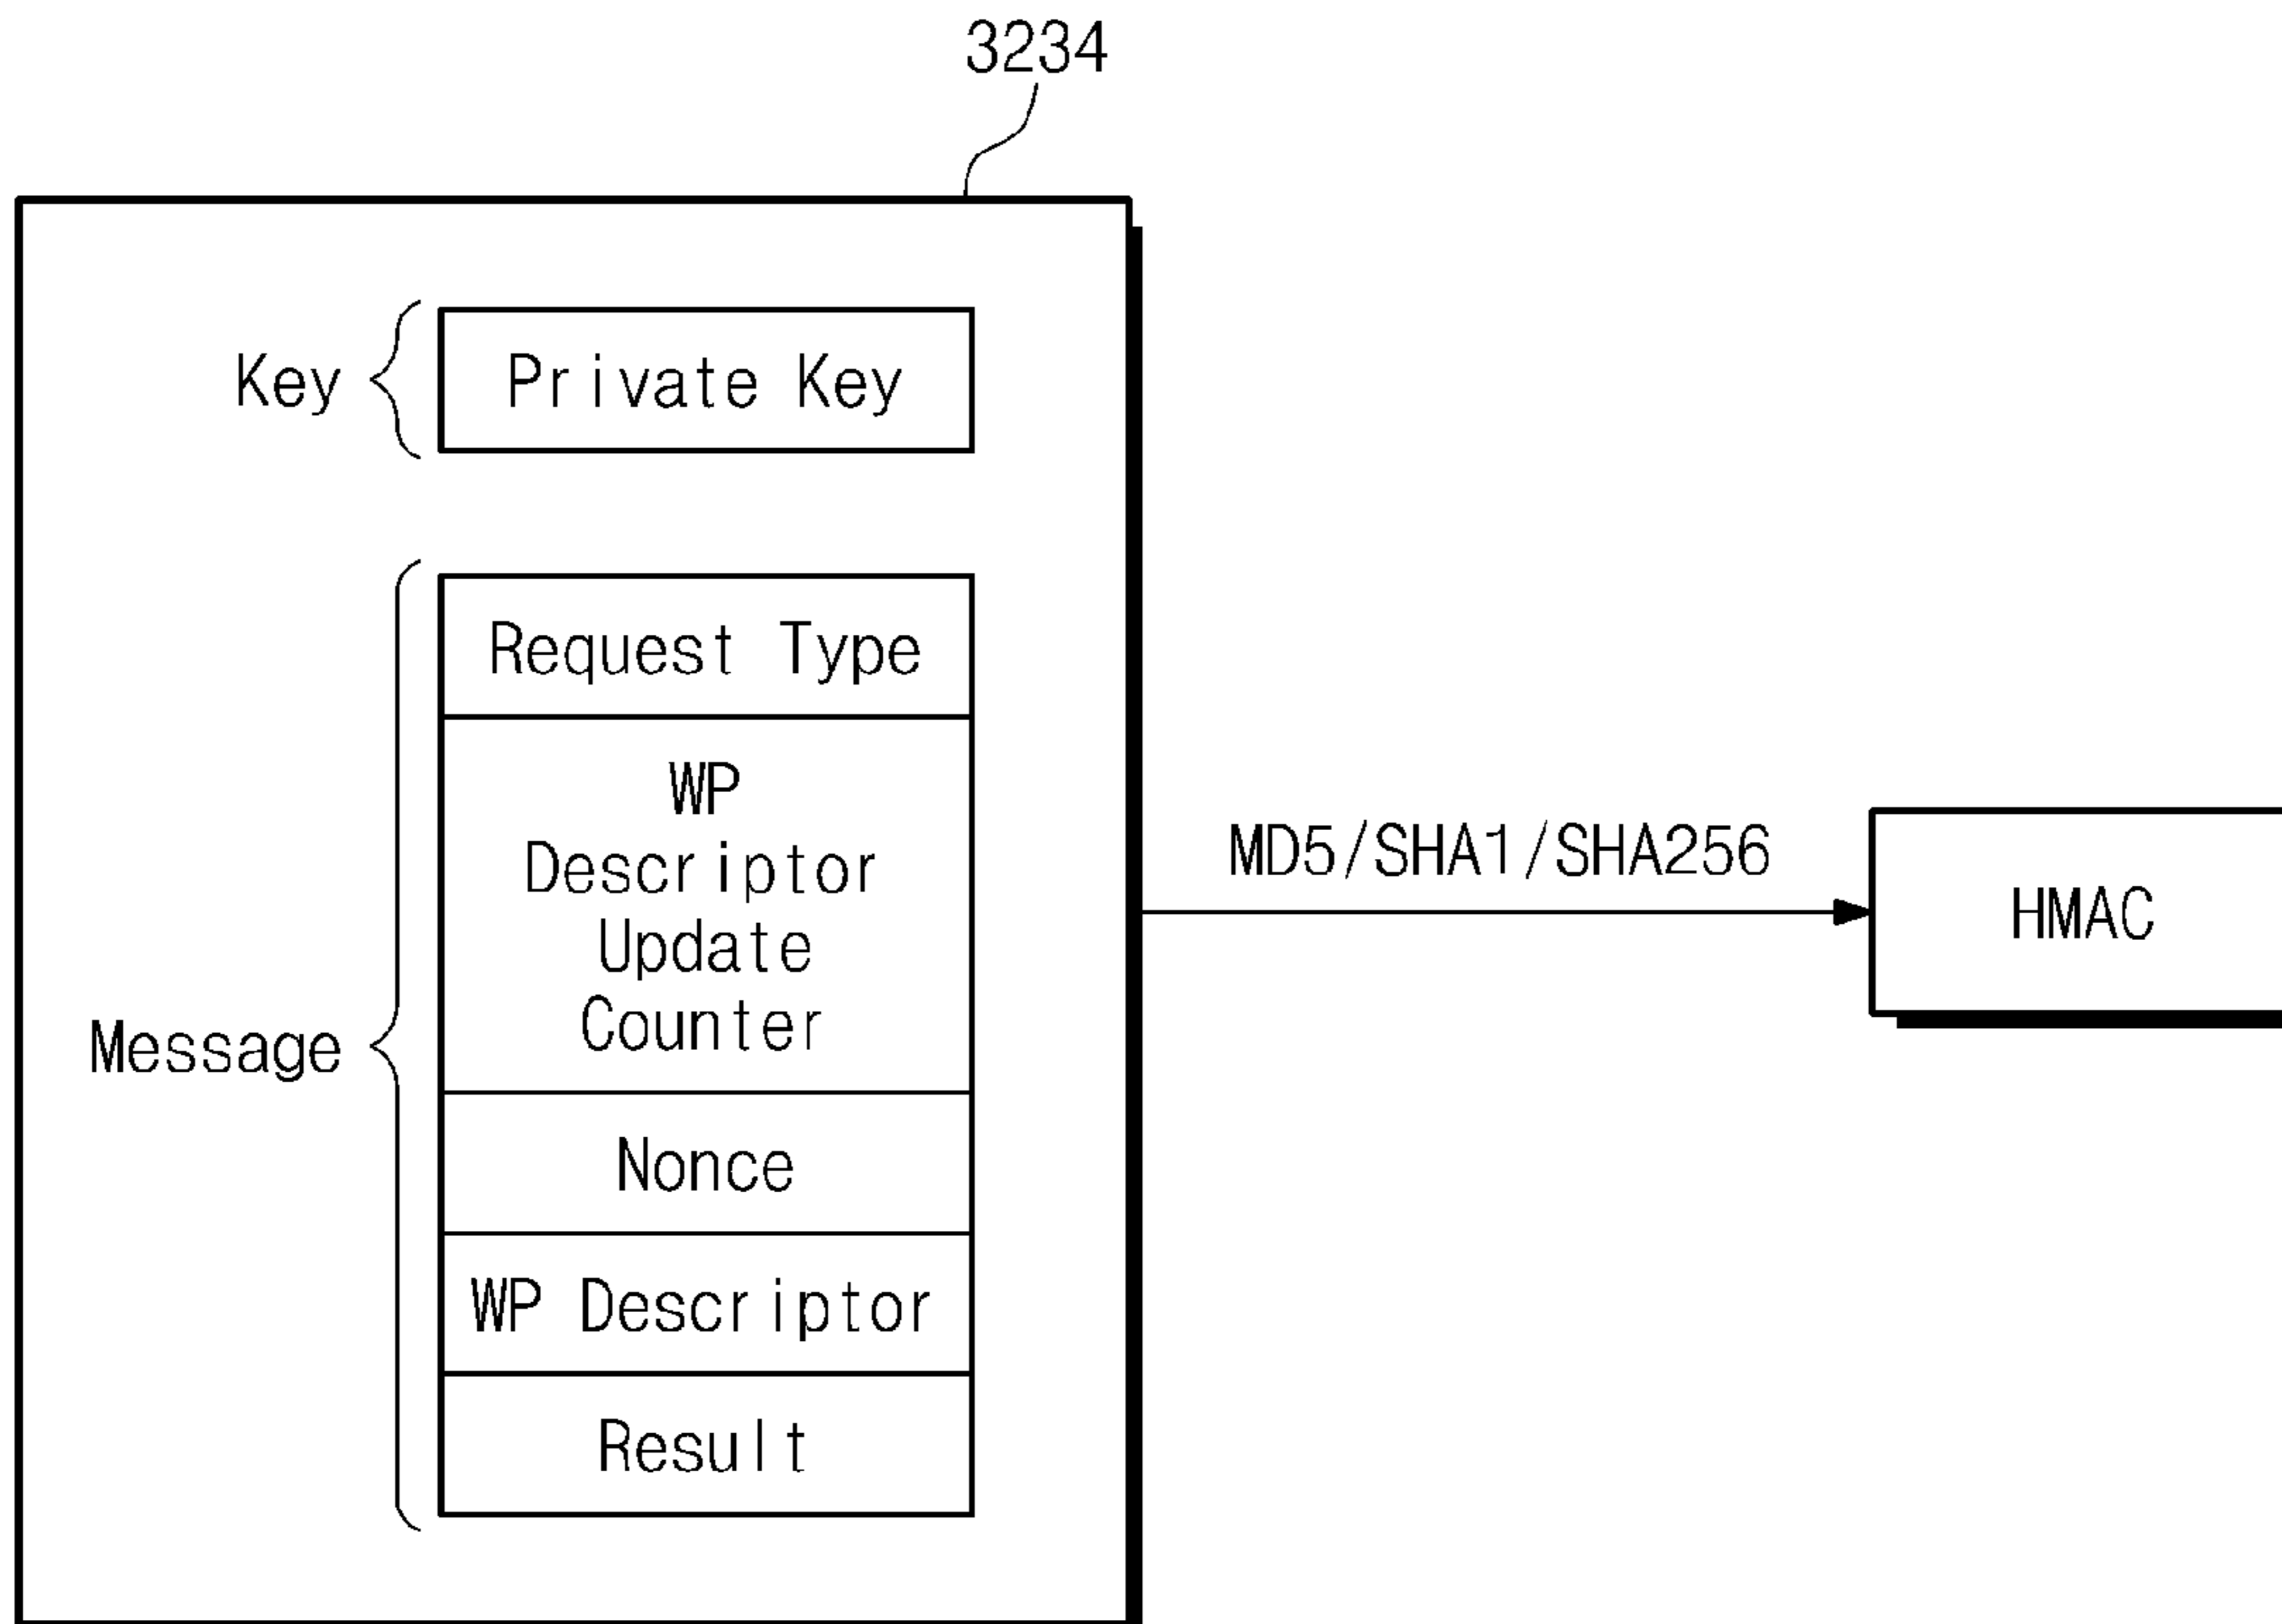 3234
Key
Private Key
Message
Request Type
WP
Descriptor
Update
Counter
Nonce
WP Descriptor
Result
MD5/SHA1/SHA256
HMAC